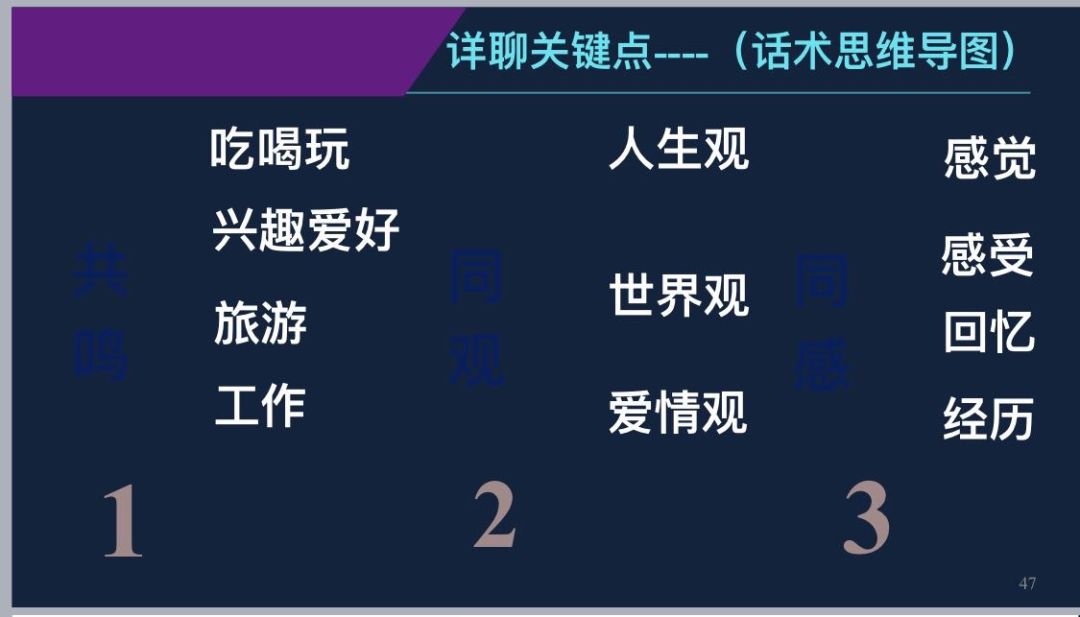 详聊关键点----（话术思维导图）
共鸣
吃喝玩
兴趣爱好
旅游
工作
1
同观
人生观
世界观
爱情观
2
同感
感觉
感受
回忆
经历
3
47